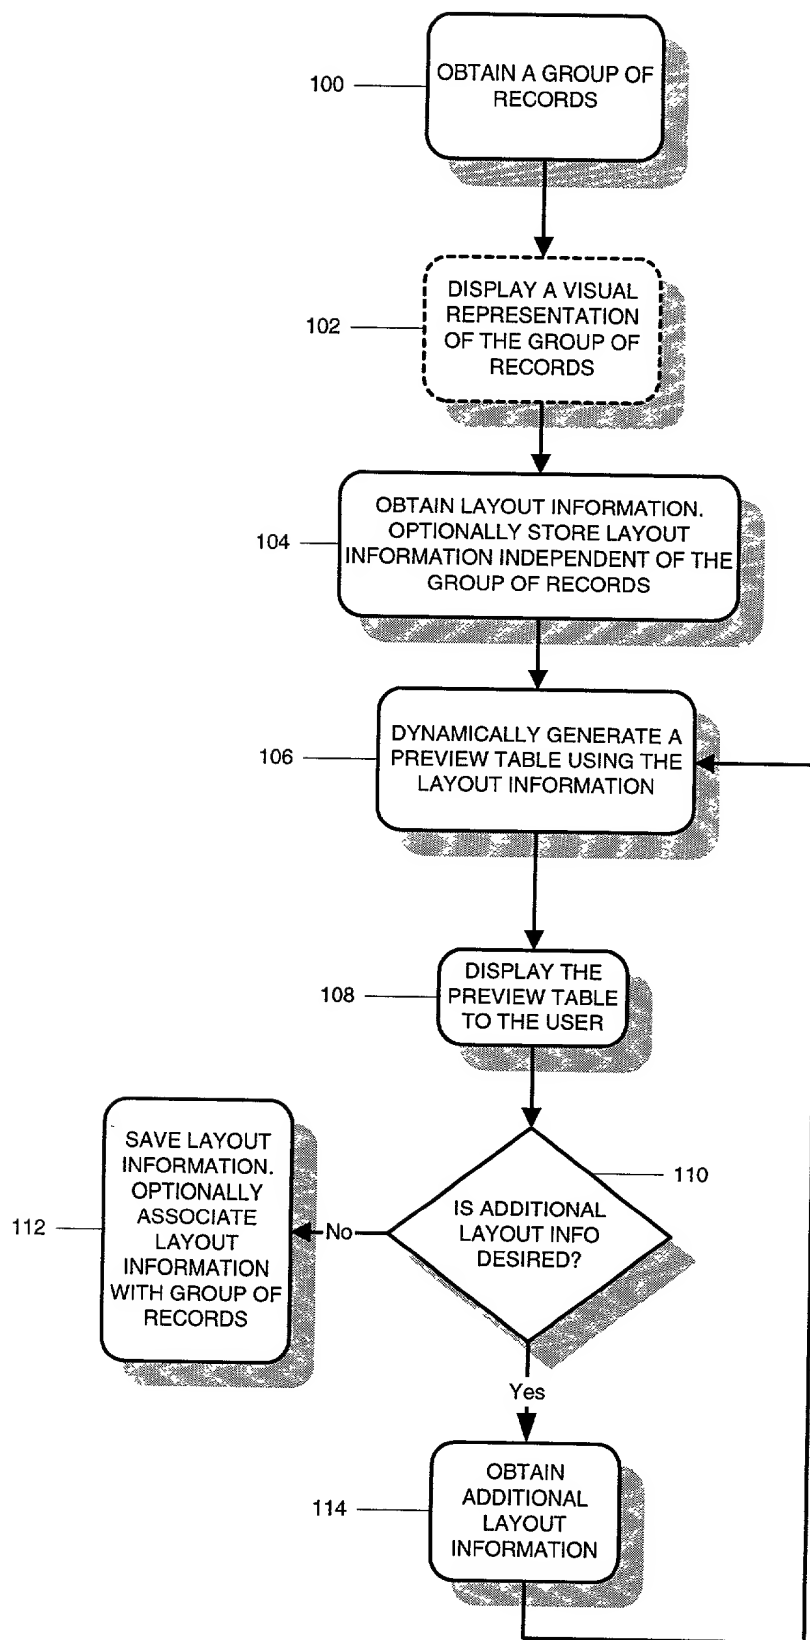 100
OBTAIN A GROUP OF
RECORDS
102
DISPLAY A VISUAL
REPRESENTATION
OF THE GROUP OF
RECORDS
104
OBTAIN LAYOUT INFORMATION.
OPTIONALLY STORE LAYOUT
INFORMATION INDEPENDENT OF THE
GROUP OF RECORDS
106
DYNAMICALLY GENERATE A
PREVIEW TABLE USING THE
LAYOUT INFORMATION
108
DISPLAY THE
PREVIEW TABLE
TO THE USER
110
IS ADDITIONAL
LAYOUT INFO
DESIRED?
No
112
SAVE LAYOUT
INFORMATION.
OPTIONALLY
ASSOCIATE
LAYOUT
INFORMATION
WITH GROUP OF
RECORDS
Yes
114
OBTAIN
ADDITIONAL
LAYOUT
INFORMATION